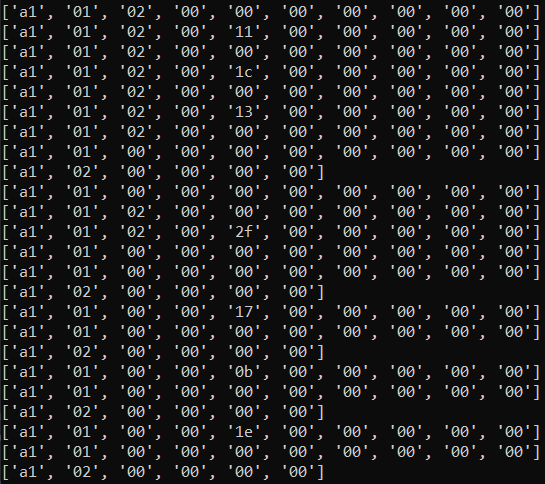 ['a1', '01', '02', '00', '00', '00', '00', '00', '00', '00']
['a1', '01', '02', '00', '11', '00', '00', '00', '00', '00']
['a1', '01', '02', '00', '00', '00', '00', '00', '00', '00']
['a1', '01', '02', '00', '1c', '00', '00', '00', '00', '00']
['a1', '01', '02', '00', '00', '00', '00', '00', '00', '00']
['a1', '01', '02', '00', '13', '00', '00', '00', '00', '00']
['a1', '01', '02', '00', '00', '00', '00', '00', '00', '00']
['a1', '01', '00', '00', '00', '00', '00', '00', '00', '00']
['a1', '02', '00', '00', '00', '00']
['a1', '01', '00', '00', '00', '00', '00', '00', '00', '00']
['a1', '01', '02', '00', '00', '00', '00', '00', '00', '00']
['a1', '01', '02', '00', '2f', '00', '00', '00', '00', '00']
['a1', '01', '00', '00', '00', '00', '00', '00', '00', '00']
['a1', '01', '00', '00', '00', '00', '00', '00', '00', '00']
['a1', '02', '00', '00', '00', '00']
['a1', '01', '00', '00', '17', '00', '00', '00', '00', '00']
['a1', '01', '00', '00', '00', '00', '00', '00', '00', '00']
['a1', '02', '00', '00', '00', '00']
['a1', '01', '00', '00', '0b', '00', '00', '00', '00', '00']
['a1', '01', '00', '00', '00', '00', '00', '00', '00', '00']
['a1', '02', '00', '00', '00', '00']
['a1', '01', '00', '00', '1e', '00', '00', '00', '00', '00']
['a1', '01', '00', '00', '00', '00', '00', '00', '00', '00']
['a1', '02', '00', '00', '00', '00']